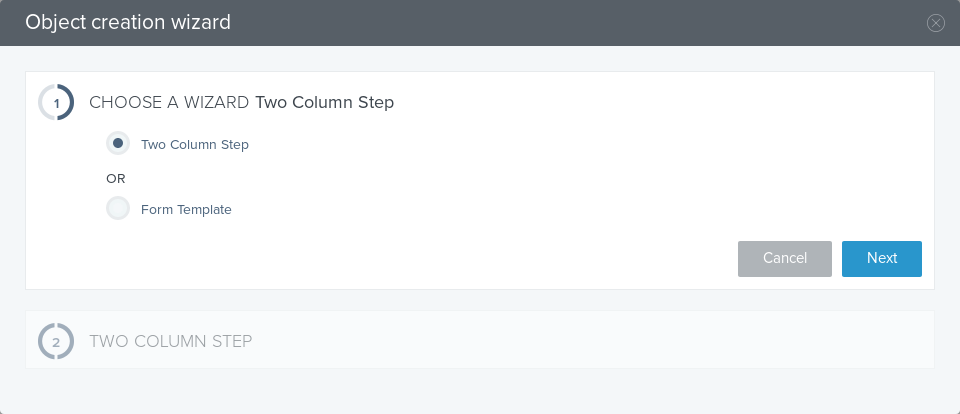 Object creation wizard
1 CHOOSE A WIZARD Two Column Step
Two Column Step
OR
Form Template
Cancel Next
2 TWO COLUMN STEP